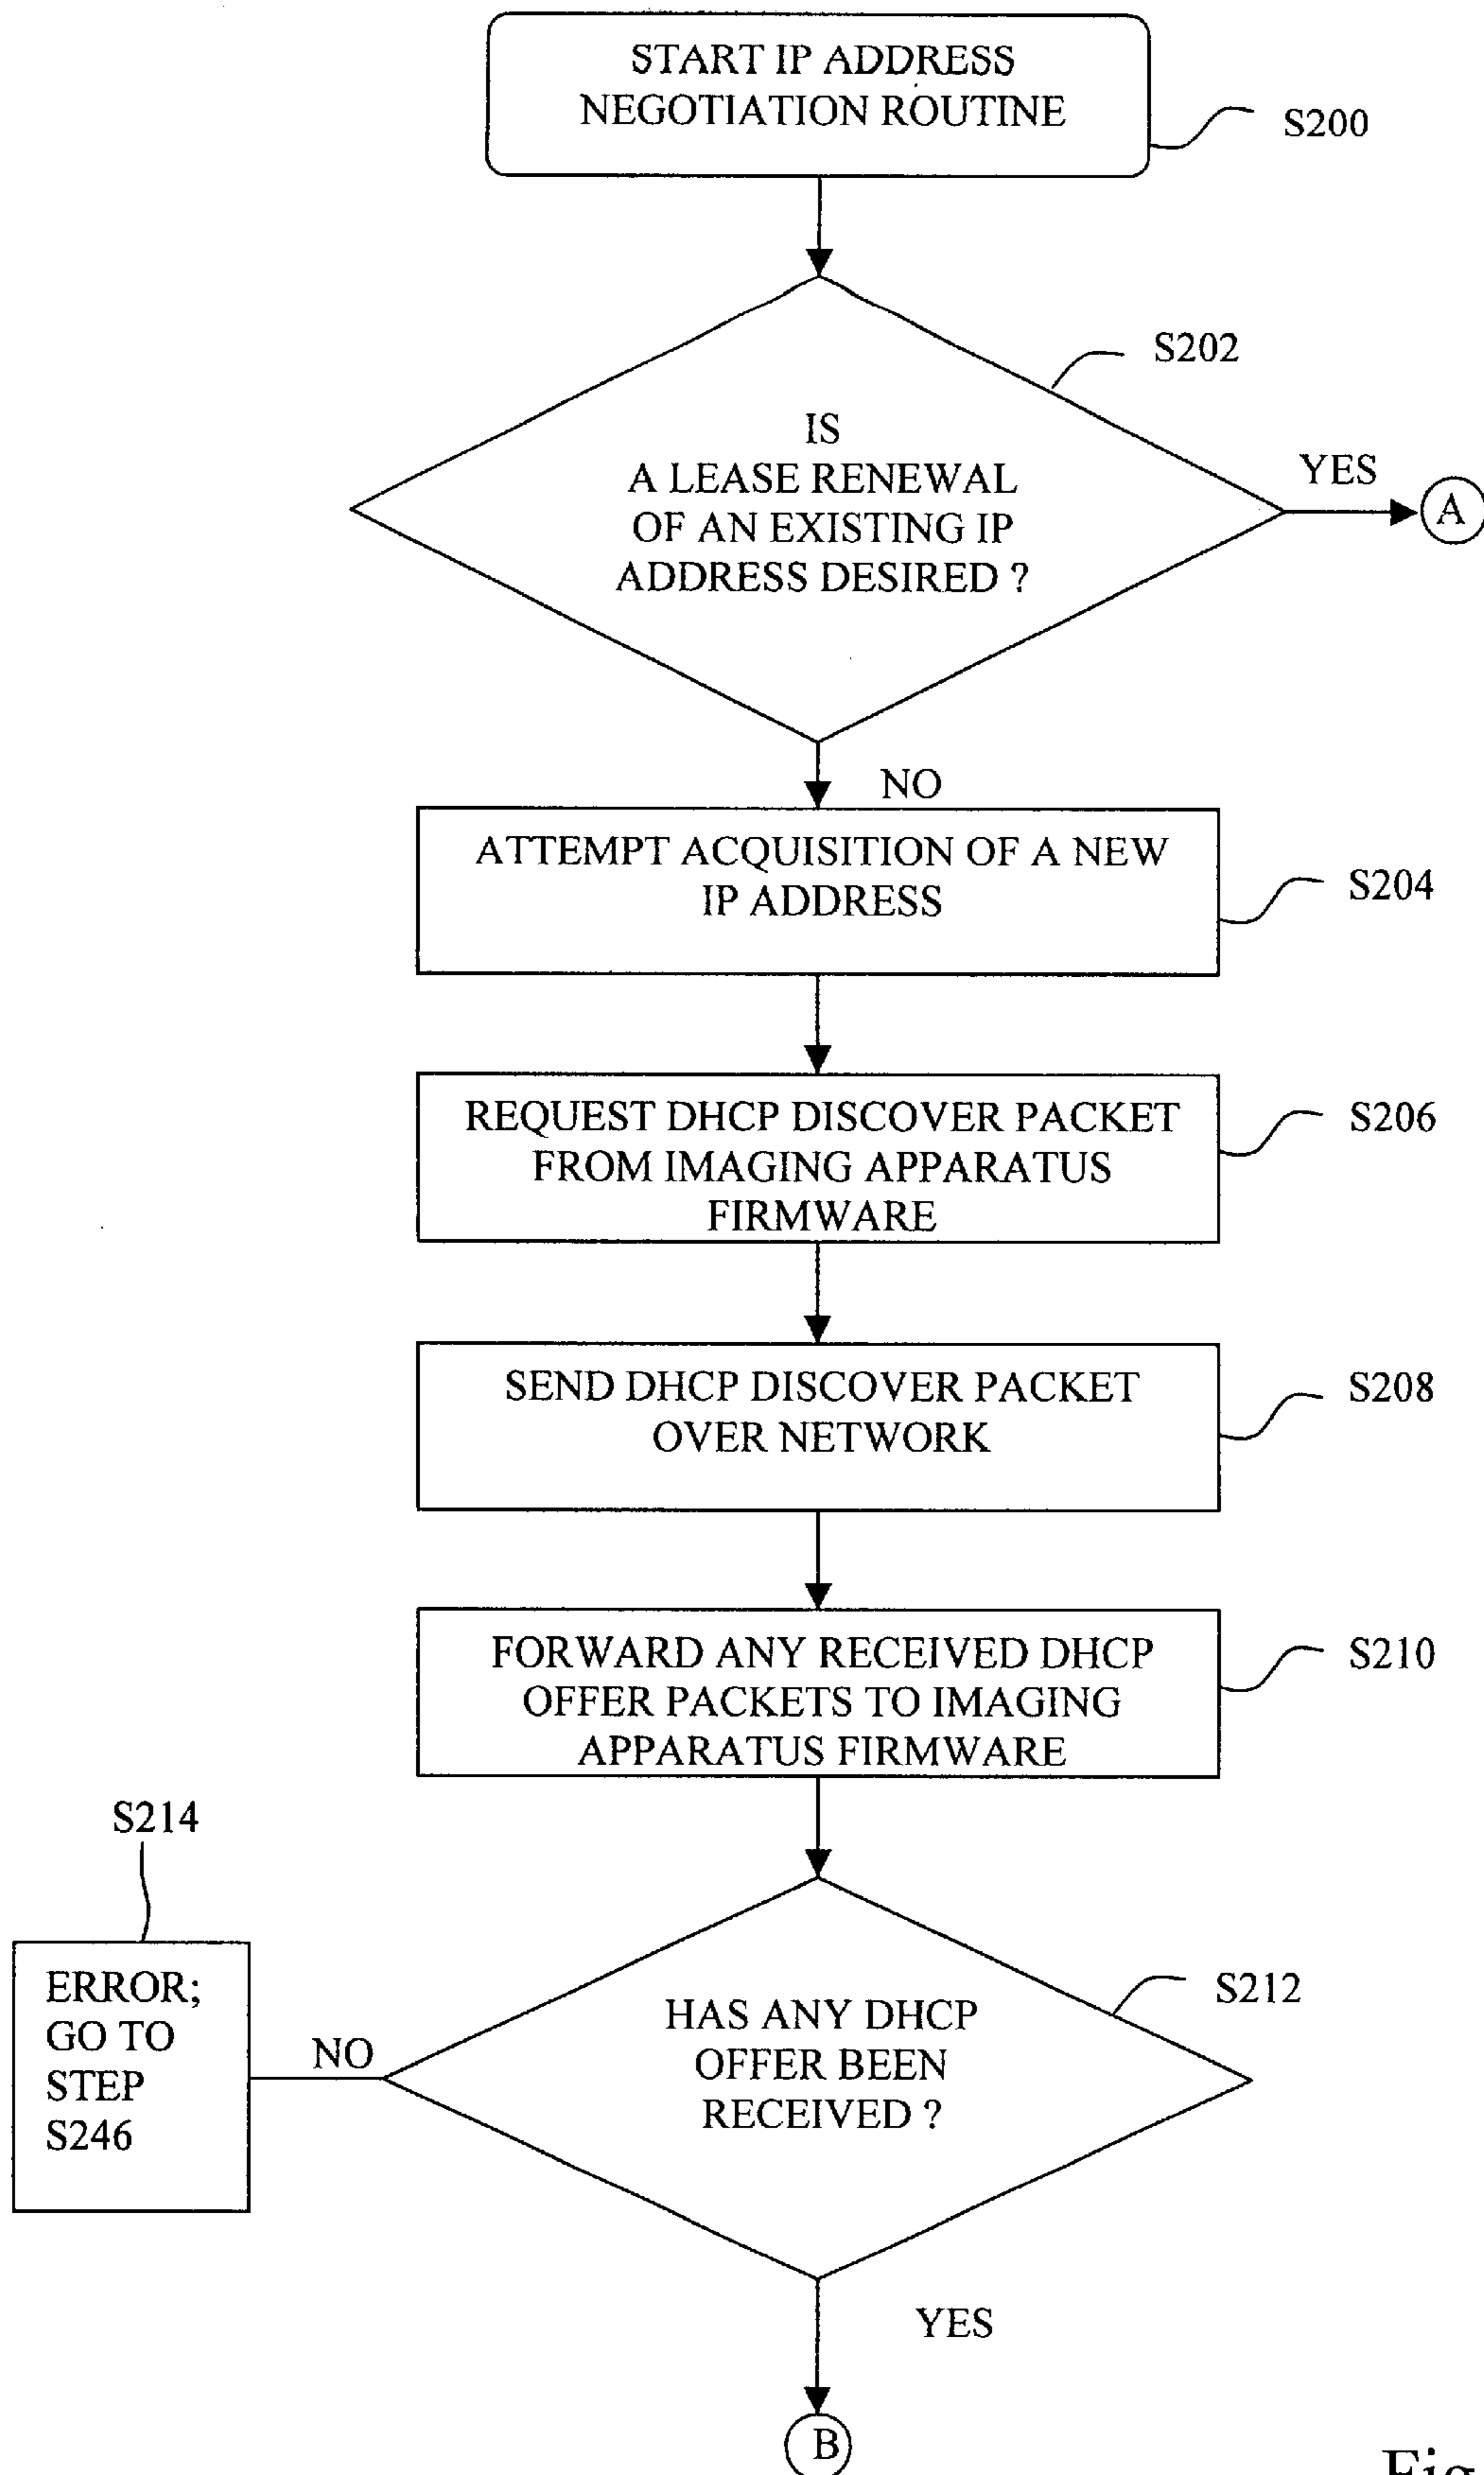 START IP ADDRESS
NEGOTIATION ROUTINE
S200
S202
IS
A LEASE RENEWAL
OF AN EXISTING IP
ADDRESS DESIRED ?
YES
A
NO
ATTEMPT ACQUISITION OF A NEW
IP ADDRESS
S204
REQUEST DHCP DISCOVER PACKET
FROM IMAGING APPARATUS
FIRMWARE
S206
SEND DHCP DISCOVER PACKET
OVER NETWORK
S208
FORWARD ANY RECEIVED DHCP
OFFER PACKETS TO IMAGING
APPARATUS FIRMWARE
S210
S214
ERROR;
GO TO
STEP
S246
NO
HAS ANY DHCP
OFFER BEEN
RECEIVED ?
S212
YES
B
Fig